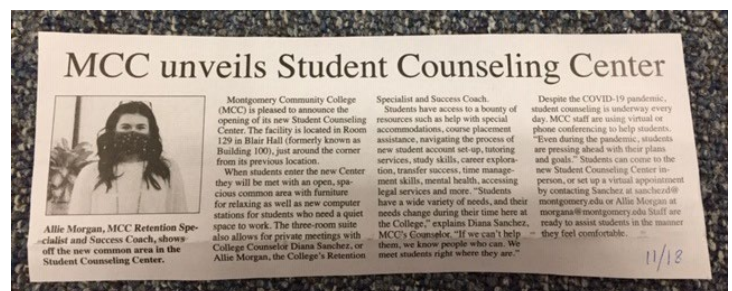 MCC unveils Student Counseling Center
Allie Morgan, MCC Retention Spe-
cialist and Success Coach, shows
off the new common area in the
Student Counseling Center.
Montgomery Community College
(MCC) is pleased to announce the
opening of its new Student Counseling
Center. The facility is located in Room
129 in Blair Hall (formerly known as
Building 100), just around the corner
from its previous location.
When students enter the new Center
they will be met with an open, spa-
cious common area with furniture
for relaxing as well as new computer
stations for students who need a quiet
space to work. The three-room suite
also allows for private meetings with
College Counselor Diana Sanchez, or
Allie Morgan, the College's Retention
Specialist and Success Coach.
Students have access to a bounty of
resources such as help with special
accommodations, course placement
assistance, navigating the process of
new student account set-up, tutoring
services, study skills, career explora-
tion, transfer success, time manage-
ment skills, mental health, accessing
legal services and more. "Students
have a wide variety of needs, and their
needs change during their time here at
the College," explains Diana Sanchez,
MCC's Counselor. "If we can't help
them, we know people who can. We
meet students right where they are."
Despite the COVID-19 pandemic,
student counseling is underway every
day. MCC staff are using virtual or
phone conferencing to help students.
"Even during the pandemic, students
are pressing ahead with their plans
and goals." Students can come to the
new Student Counseling Center in-
person, or set up a virtual appointment
by contacting Sanchez at sanchezd@
montgomery.edu or Allie Morgan at
morgana@montgomery.edu Staff are
ready to assist students in the manner
they feel comfortable.
11/18